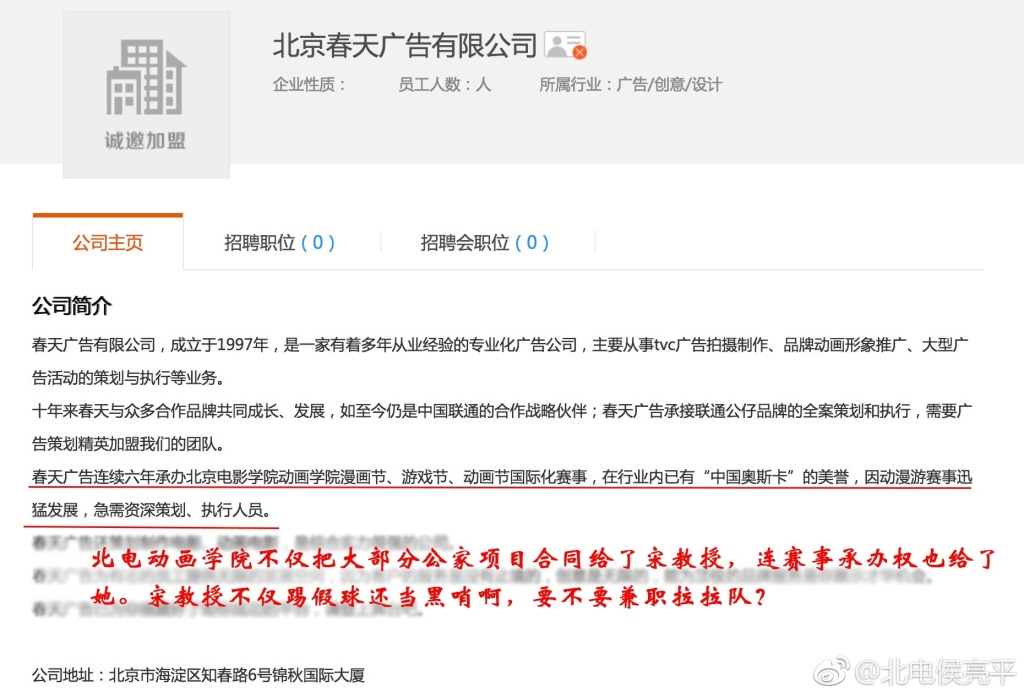 北京春天广告有限公司
企业性质：
员工人数：人
所属行业：广告/创意/设计
诚邀加盟
公司主页
招聘职位（0）
招聘会职位（0）
公司简介
春天广告有限公司，成立于1997年，是一家有着多年从业经验的专业化广告公司，主要从事tvc广告拍摄制作、品牌动画形象推广、大型广
告活动的策划与执行等业务。
十年来春天与众多合作品牌共同成长、发展，如至今仍是中国联通的合作战略伙伴；春天广告承接联通公仔品牌的全案策划和执行，需要广
告策划精英加盟我们的团队。
春天广告连续六年承办北京电影学院动画学院漫画节、游戏节、动画节国际化赛事，在行业内已有“中国奥斯卡”的美誉，因动漫游赛事迅
猛发展，急需资深策划、执行人员。
北电动画学院不仅把大部分公家项目合同给了宋教授，连赛事承办权也给了
她。宋教授不仅踢假球还当黑哨啊，要不要兼职拉拉队？
公司地址：北京市海淀区知春路6号锦秋国际大厦
@北电侯亮平